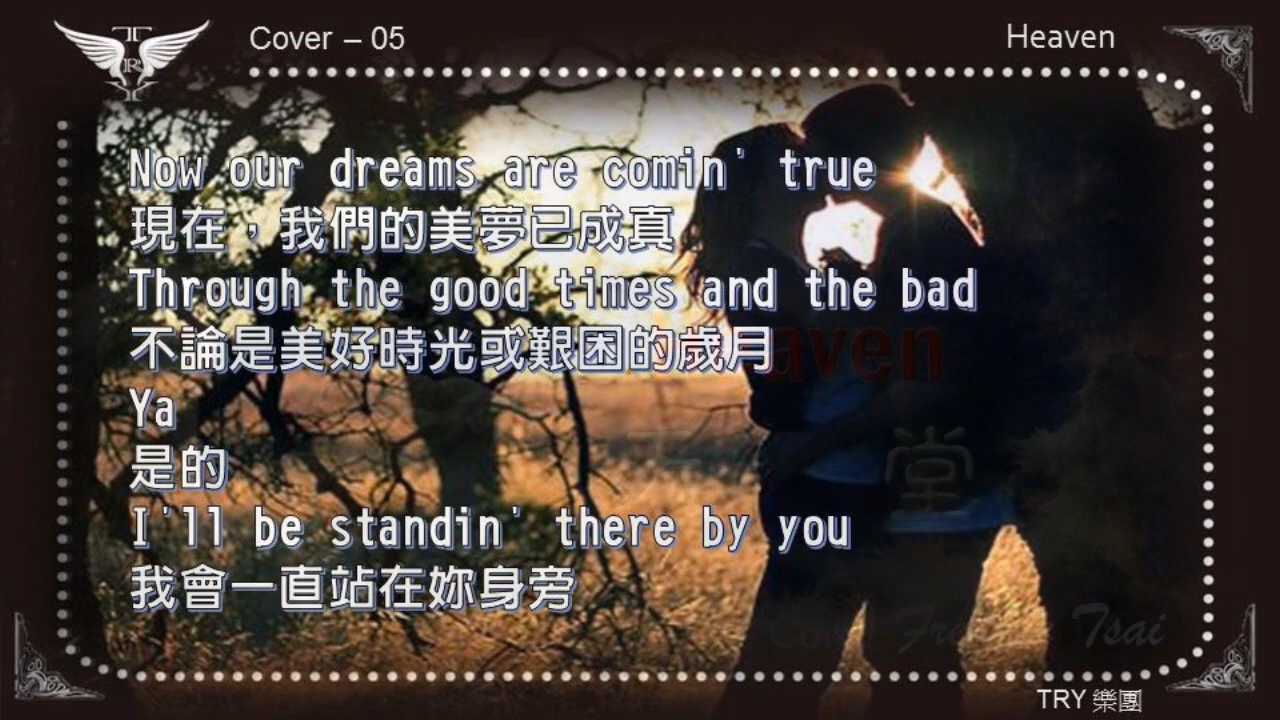 Cover – 05
Heaven
Now our dreams are comin' true
現在，我們的美夢已成真
Through the good times and the bad
不論是美好時光或艱困的歲月
Ya
是的
I'll be standin' there by you
我會一直站在妳身旁
aven
堂
Tsai
TRY 樂團